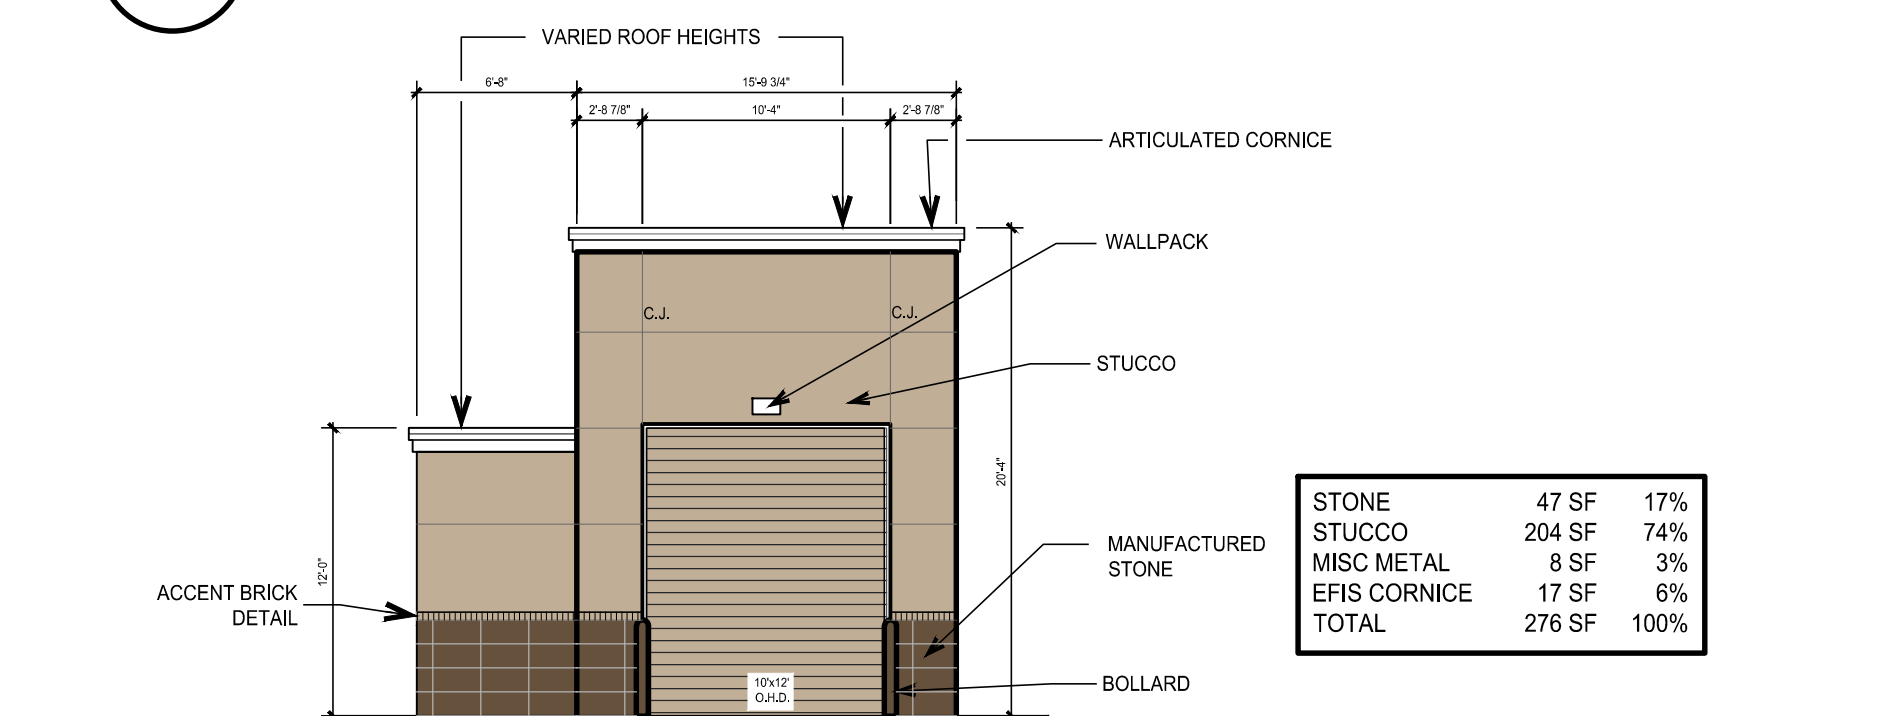 VARIED ROOF HEIGHTS
6'-8"
15'-9 3/4"
2'-8 7/8"
10'-4"
2'-8 7/8"
ARTICULATED CORNICE
WALLPACK
C.J.
C.J.
STUCCO
20'-4"
12'-0"
MANUFACTURED
STONE
ACCENT BRICK
DETAIL
10'x12'
O.H.D.
BOLLARD
STONE 47 SF 17%
STUCCO 204 SF 74%
MISC METAL 8 SF 3%
EFIS CORNICE 17 SF 6%
TOTAL 276 SF 100%